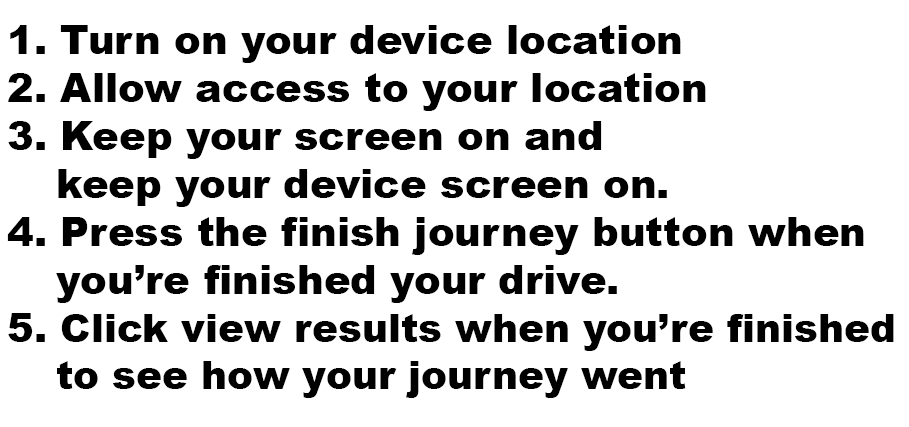 1. Turn on your device location
2. Allow access to your location
3. Keep your screen on and
keep your device screen on.
4. Press the finish journey button when
you’re finished your drive.
5. Click view results when you’re finished
to see how your journey went